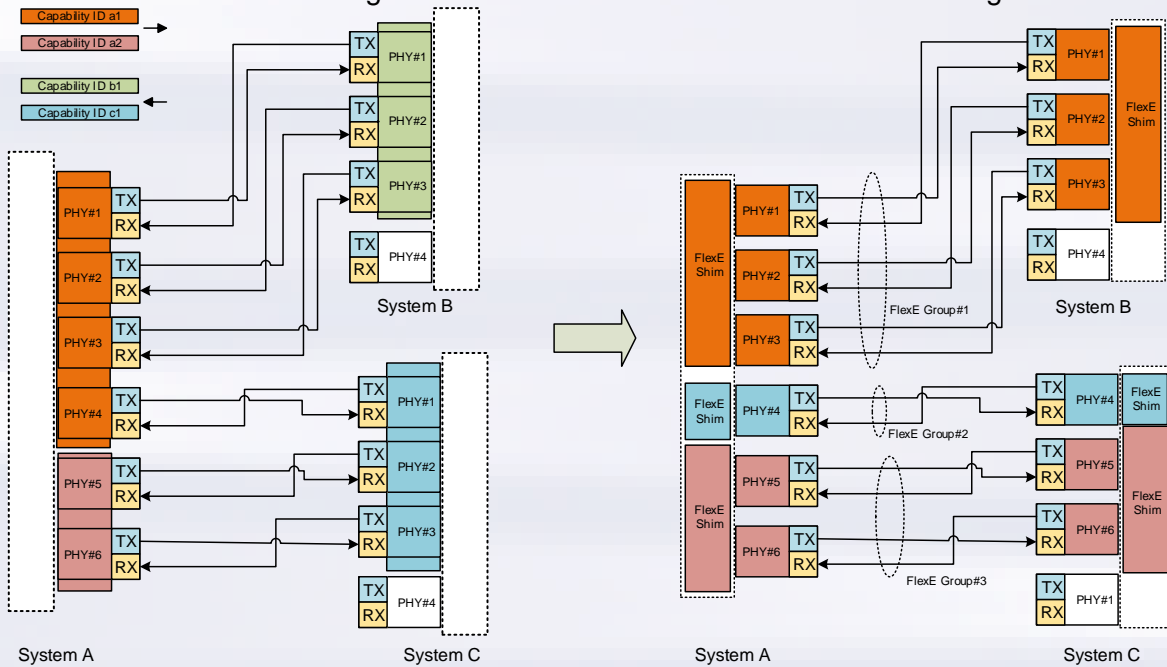 g
g
Capability ID a1
Capability ID a2
Capability ID b1
Capability ID c1
TX
RX
PHY#1
TX
RX
PHY#2
TX
RX
PHY#3
TX
RX
PHY#4
System B
PHY#1
TX
RX
PHY#2
TX
RX
PHY#3
TX
RX
PHY#4
TX
RX
PHY#5
TX
RX
PHY#6
TX
RX
System A
TX
RX
PHY#1
TX
RX
PHY#2
TX
RX
PHY#3
TX
RX
PHY#4
System C
TX
RX
PHY#1
TX
RX
PHY#2
TX
RX
PHY#3
TX
RX
PHY#4
FlexE
Shim
System B
FlexE
Shim
PHY#1
TX
RX
PHY#2
TX
RX
PHY#3
TX
RX
FlexE Group#1
FlexE
Shim
PHY#4
TX
RX
FlexE Group#2
FlexE
Shim
PHY#5
TX
RX
PHY#6
TX
RX
FlexE Group#3
System A
TX
RX
PHY#4
FlexE
Shim
TX
RX
PHY#5
TX
RX
PHY#6
FlexE
Shim
TX
RX
PHY#1
System C